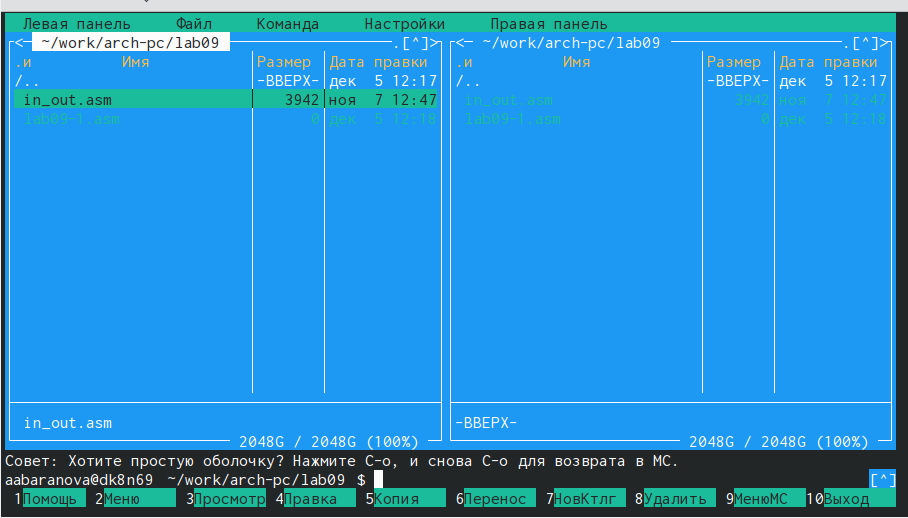 Левая панель Файл Команда Настройки Правая панель
<─ ~/work/arch-pc/lab09 .[^]> <─ ~/work/arch-pc/lab09 .[^]>
.и Имя Размер Дата правки .и Имя Размер Дата правки
/.. -ВВЕРХ- дек 5 12:17 /.. -ВВЕРХ- дек 5 12:17
in_out.asm 3942 ноя 7 12:47 in_out.asm 3942 ноя 7 12:47
lab09-1.asm 0 дек 5 12:18 lab09-1.asm 0 дек 5 12:18
in_out.asm -ВВЕРХ-
2048G / 2048G (100%) 2048G / 2048G (100%)
Совет: Хотите простую оболочку? Нажмите C-o, и снова C-o для возврата в MC.
aabaranova@dk8n69 ~/work/arch-pc/lab09 $ [^]
1Помощь 2Меню 3Просмотр 4Правка 5Копия 6Перенос 7НовКтлг 8Удалить 9МенюMC 10Выход